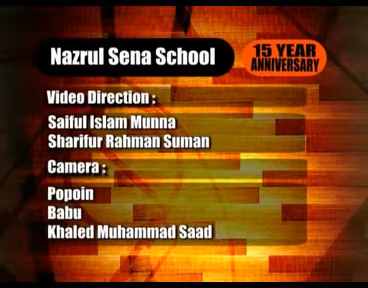 Nazrul Sena School
15 YEAR
ANNIVERSARY
Video Direction :
Saiful Islam Munna
Sharifur Rahman Suman
Camera :
Popoin
Babu
Khaled Muhammad Saad